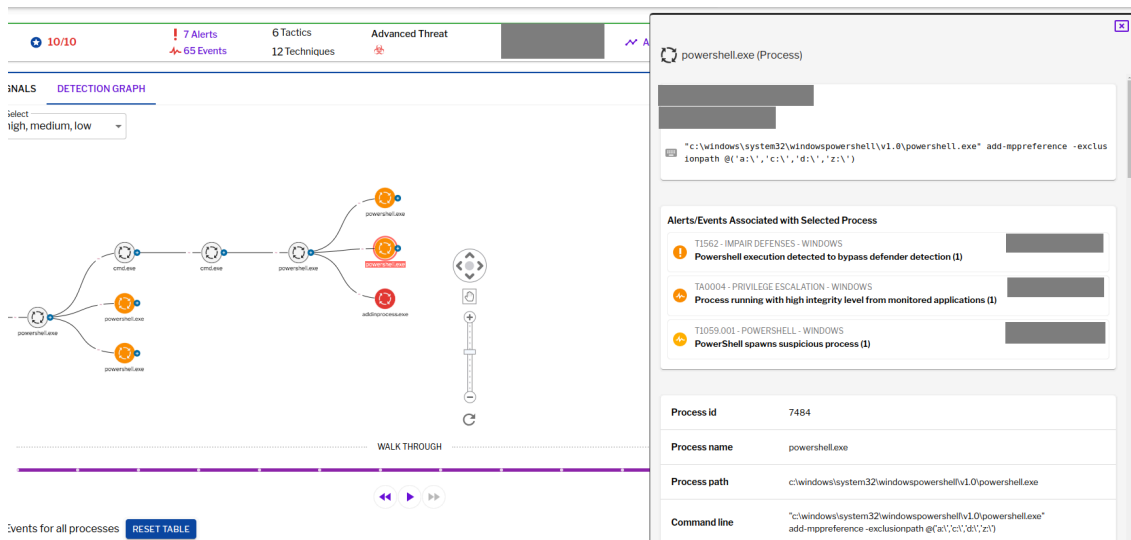 10/10
7 Alerts
65 Events
6 Tactics
12 Techniques
Advanced Threat
A
GNALS
DETECTION GRAPH
Select
high, medium, low
powershell.exe
powershell.exe
cmd.exe
cmd.exe
powershell.exe
powershell.exe
addinprocess.exe
powershell.exe
powershell.exe
WALK THROUGH
Events for all processes
RESET TABLE
powershell.exe (Process)
"c:\windows\system32\windowspowershell\v1.0\powershell.exe" add-mppreference -exclus
ionpath @('a:\','c:\','d:\','z:\')
Alerts/Events Associated with Selected Process
T1562 - IMPAIR DEFENSES - WINDOWS
Powershell execution detected to bypass defender detection (1)
TA0004 - PRIVILEGE ESCALATION - WINDOWS
Process running with high integrity level from monitored applications (1)
T1059.001 - POWERSHELL - WINDOWS
PowerShell spawns suspicious process (1)
Process id 7484
Process name powershell.exe
Process path c:\windows\system32\windowspowershell\v1.0\powershell.exe
Command line "c:\windows\system32\windowspowershell\v1.0\powershell.exe"
add-mppreference -exclusionpath @('a:\','c:\','d:\','z:\')